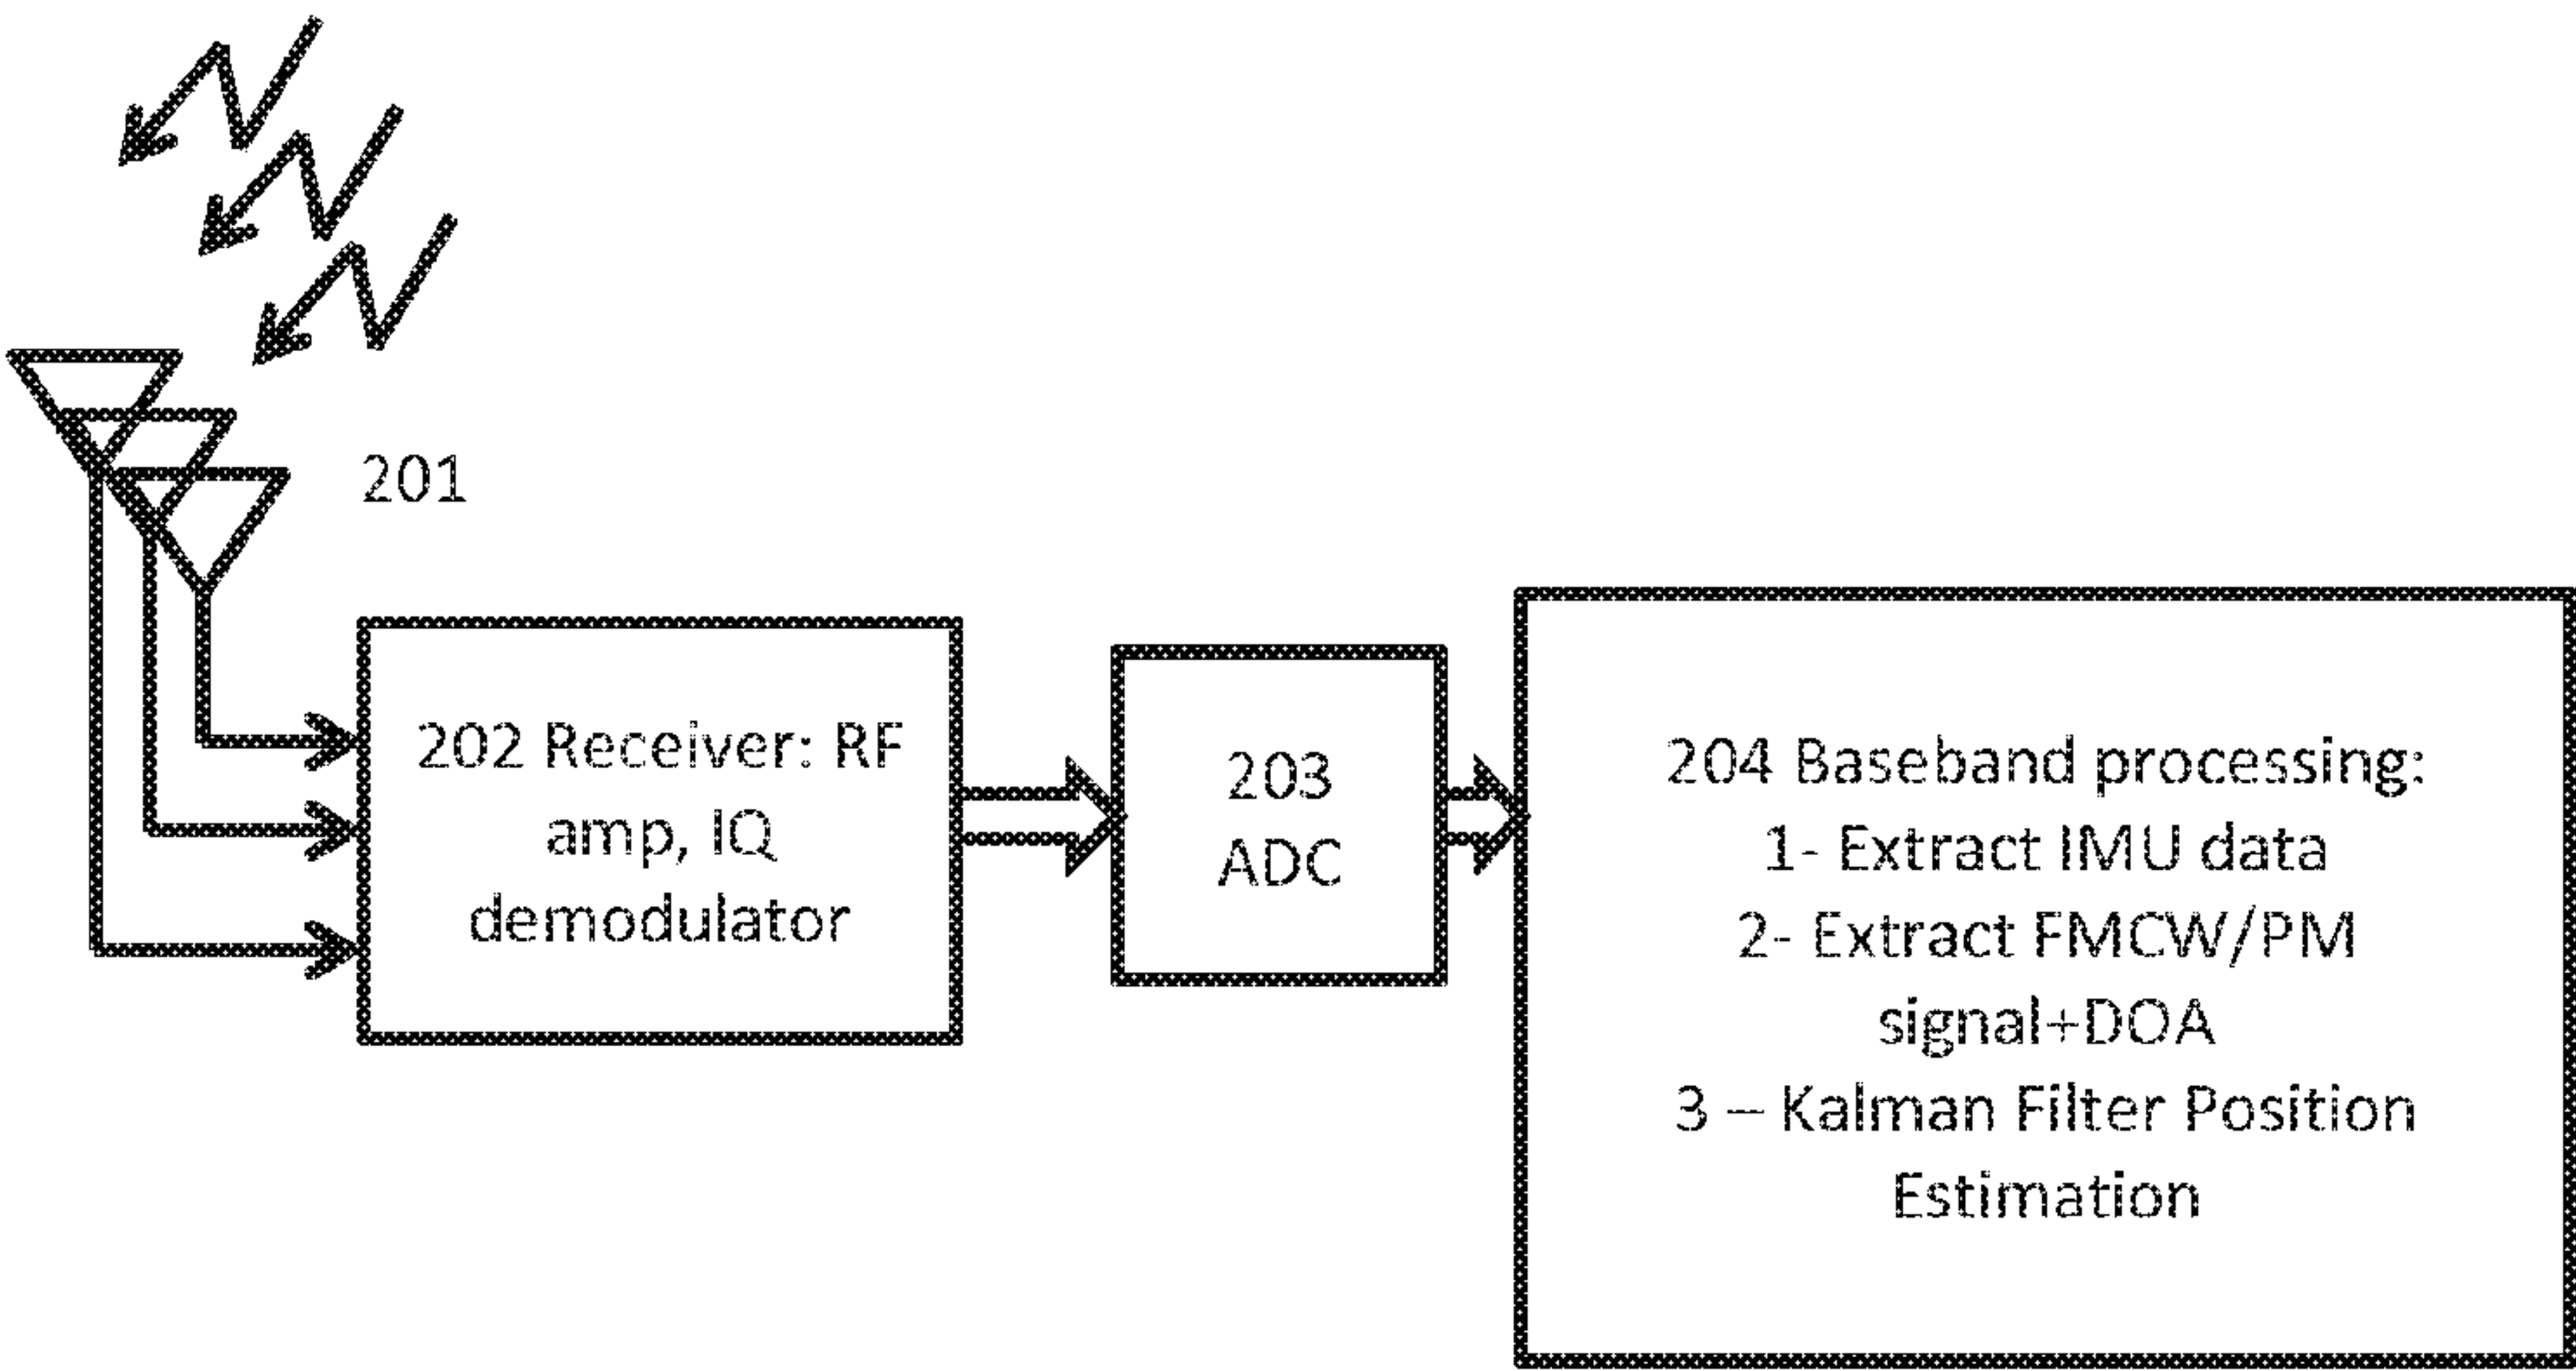 201
202 Receiver: RF
amp, IQ
demodulator
203
ADC
204 Baseband processing:
1- Extract IMU data
2- Extract FMCW/PM
signal+DOA
3 – Kalman Filter Position
Estimation